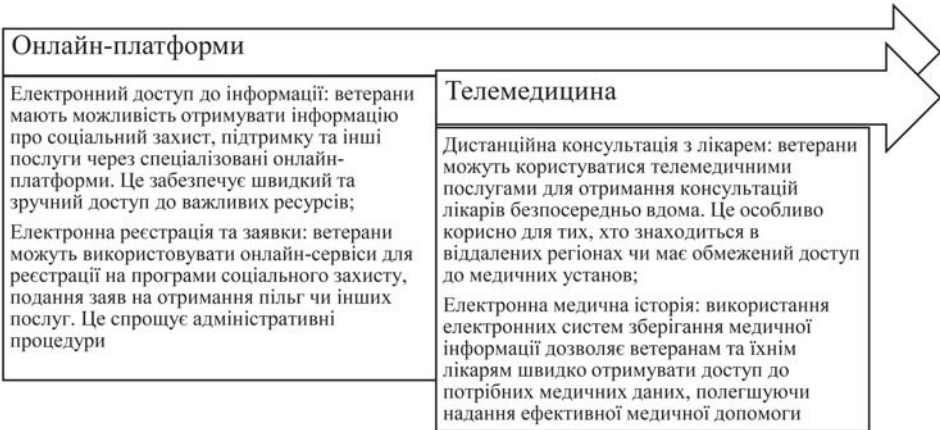 Онлайн-платформи
Електронний доступ до інформації: ветерани
мають можливість отримувати інформацію
про соціальний захист, підтримку та інші
послуги через спеціалізовані онлайн-
платформи. Це забезпечує швидкий та
зручний доступ до важливих ресурсів;
Електронна реєстрація та заявки: ветерани
можуть використовувати онлайн-сервіси для
реєстрації на програми соціального захисту,
подання заяв на отримання пільг чи інших
послуг. Це спрощує адміністративні
процедури
Телемедицина
Дистанційна консультація з лікарем: ветерани
можуть користуватися телемедичними
послугами для отримання консультацій
лікарів безпосередньо вдома. Це особливо
корисно для тих, хто знаходиться в
віддалених регіонах чи має обмежений доступ
до медичних установ;
Електронна медична історія: використання
електронних систем зберігання медичної
інформації дозволяє ветеранам та їхнім
лікарям швидко отримувати доступ до
потрібних медичних даних, полегшуючи
надання ефективної медичної допомоги